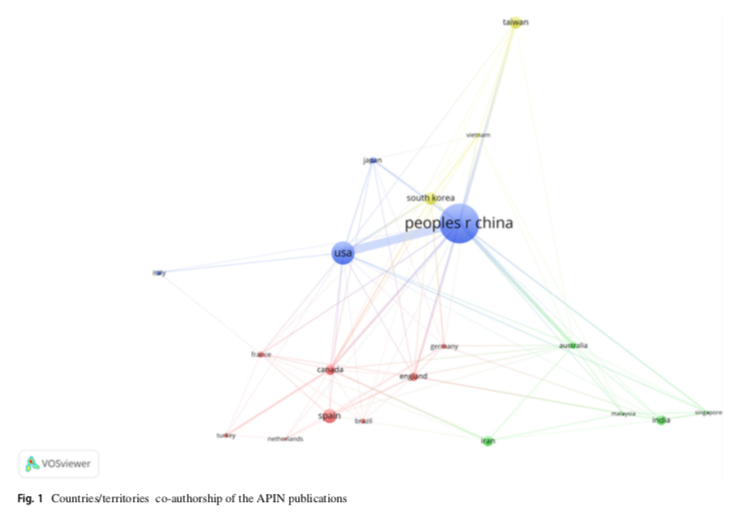 taiwan
vietnam
japan
south korea
peoples r china
usa
italy
germany
australia
france
canada
england
malaysia
singapore
spain
brazil
india
turkey
netherlands
iran
VOSviewer
Fig. 1 Countries/territories co-authorship of the APIN publications